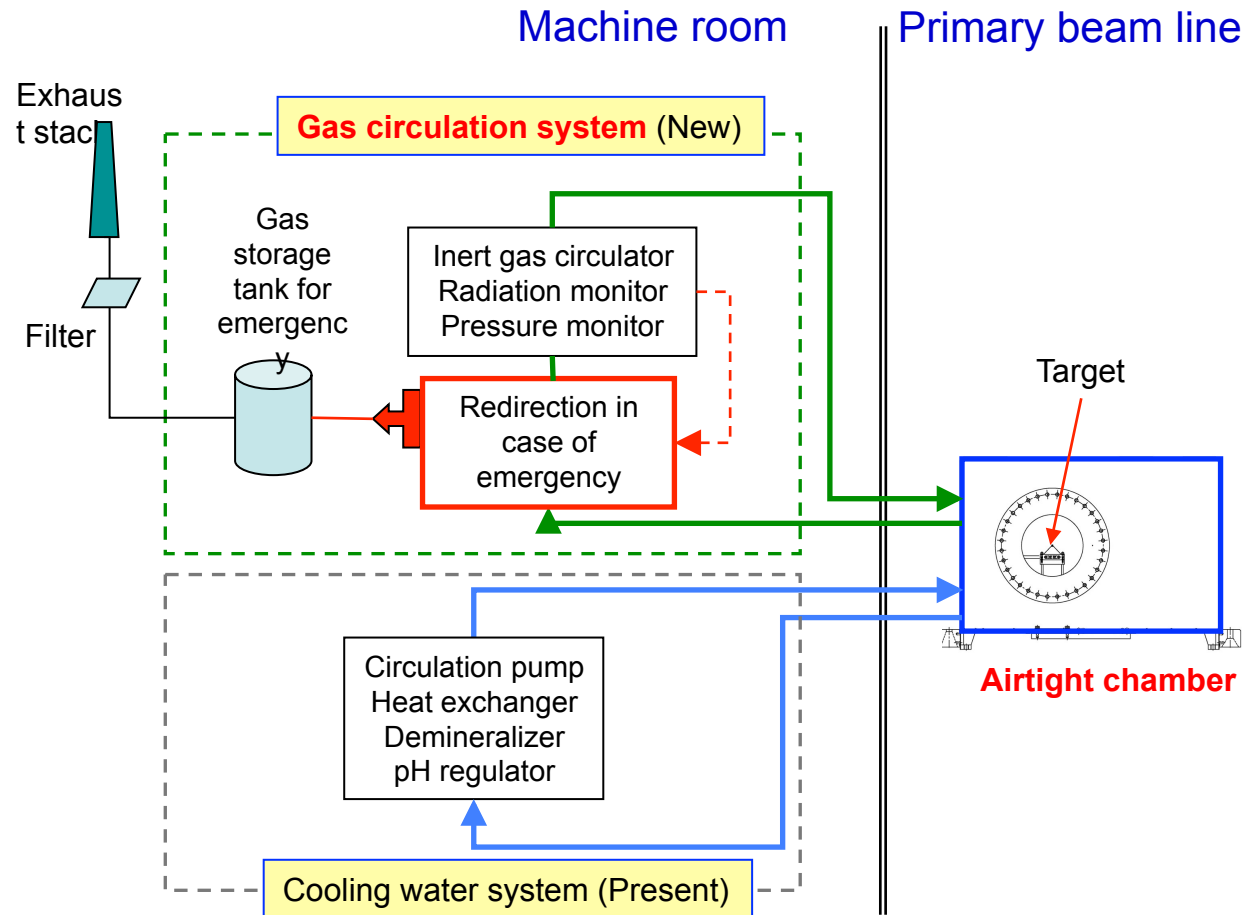 Machine room
Primary beam line
Exhaus
t stack
Gas circulation system (New)
Gas
storage
tank for
emergenc
y
Inert gas circulator
Radiation monitor
Pressure monitor
Filter
Redirection in
case of
emergency
Target
Circulation pump
Heat exchanger
Demineralizer
pH regulator
Airtight chamber
Cooling water system (Present)